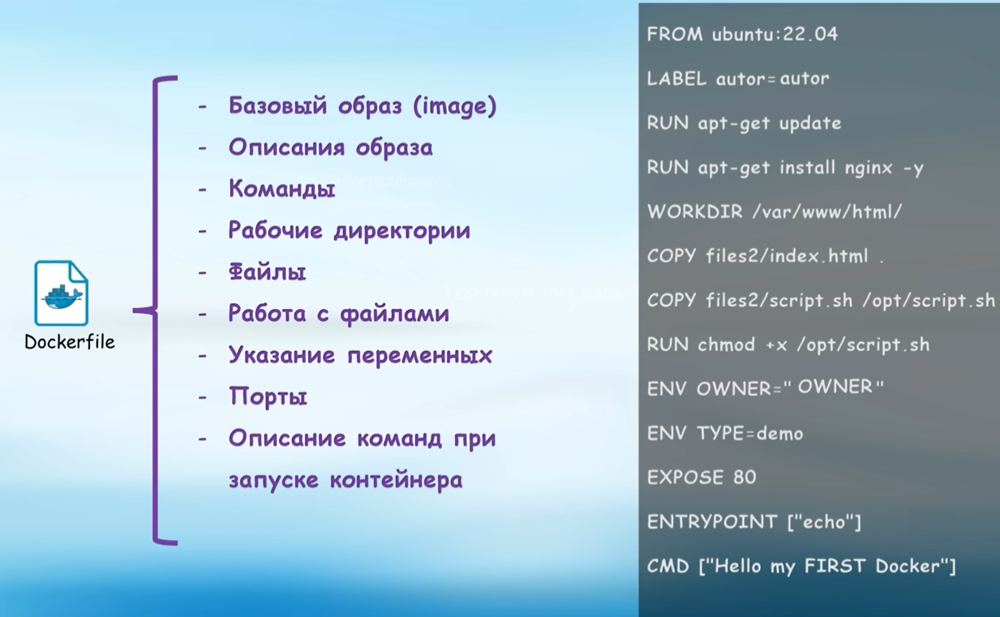 Dockerfile
- Базовый образ (image)
- Описания образа
- Команды
- Рабочие директории
- Файлы
- Работа с файлами
- Указание переменных
- Порты
- Описание команд при
запуске контейнера
FROM ubuntu:22.04
LABEL autor=autor
RUN apt-get update
RUN apt-get install nginx -y
WORKDIR /var/www/html/
COPY files2/index.html .
COPY files2/script.sh /opt/script.sh
RUN chmod +x /opt/script.sh
ENV OWNER=" OWNER"
ENV TYPE=demo
EXPOSE 80
ENTRYPOINT ["echo"]
CMD ["Hello my FIRST Docker"]